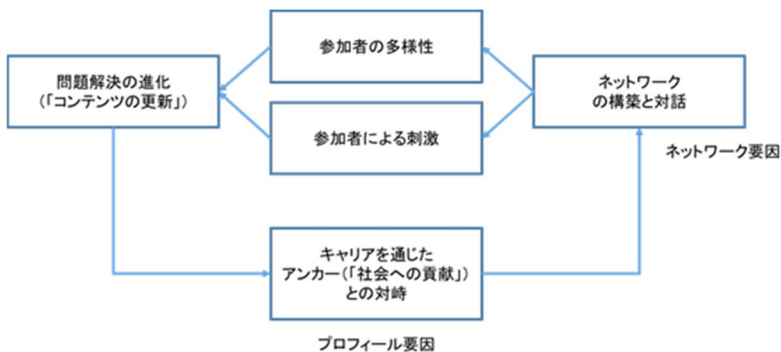 参加者の多様性
問題解決の進化
(「コンテンツの更新」)
ネットワーク
の構築と対話
参加者による刺激
ネットワーク要因
キャリアを通じた
アンカー(「社会への貢献」)
との対峙
プロフィール要因